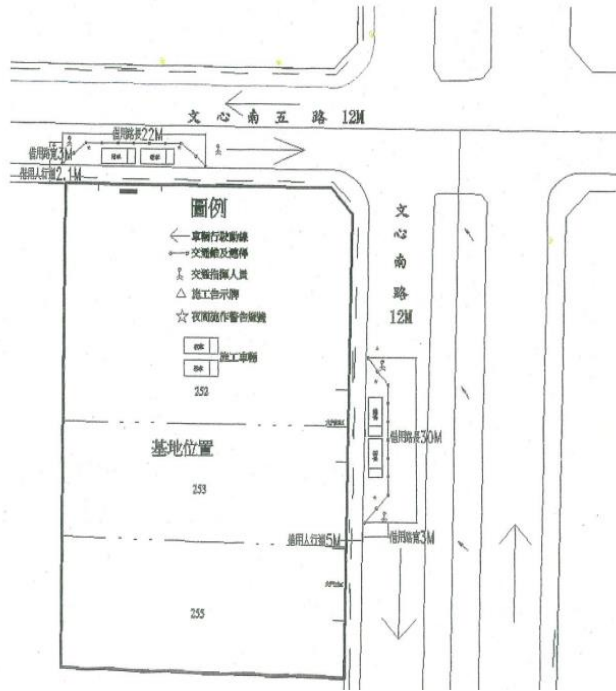 文心南五路 12M
借用路長22M
借用路寬3M
借用人行道2.1M
圖例
車輛行駛動線
交通錐及連桿
交通指揮人員
施工告示牌
夜間施作警告燈號
施工車輛
252
基地位置
253
255
文心南路
12M
借用路長30M
借用人行道5M
借用路寬3M